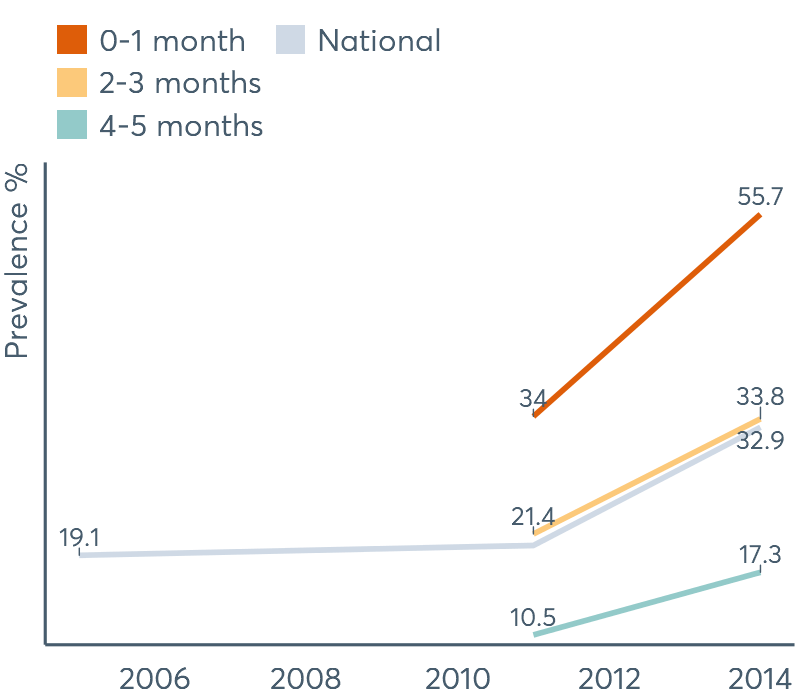 0-1 month National
2-3 months
4-5 months
Prevalence %
55.7
34
33.8
32.9
21.4
19.1
17.3
10.5
2006 2008 2010 2012 2014